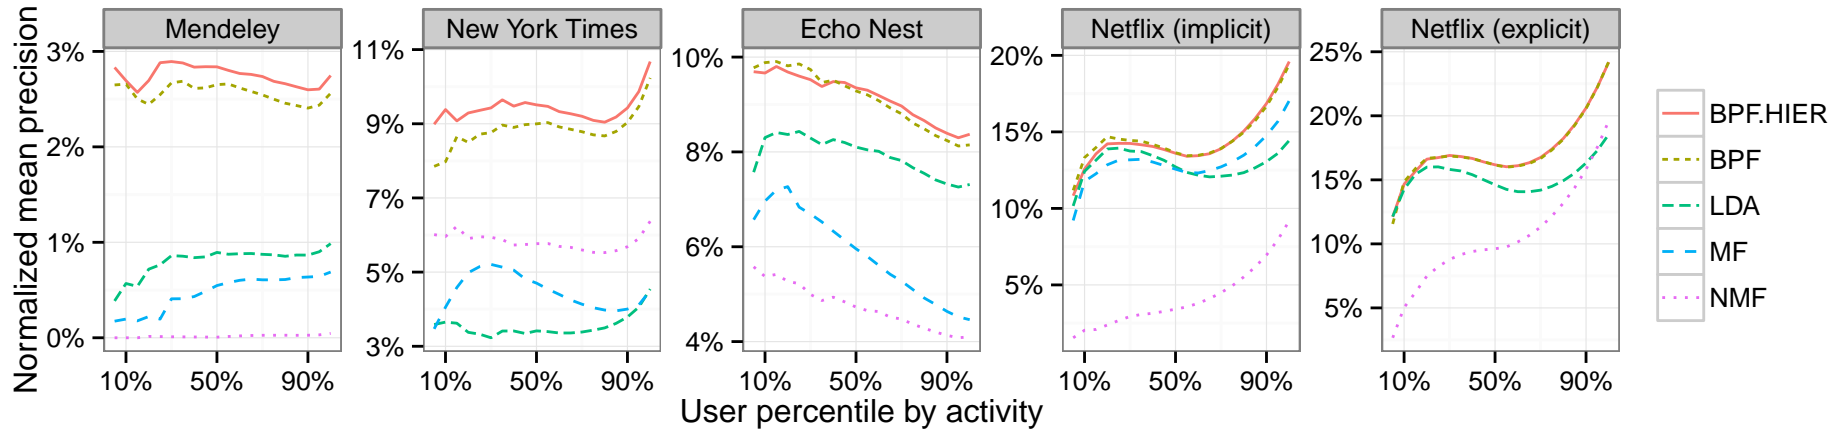 Normalized mean precision
Mendeley
3%
2%
1%
0%
10% 50% 90%
New York Times
11%
9%
7%
5%
3%
10% 50% 90%
Echo Nest
10%
8%
6%
4%
10% 50% 90%
Netflix (implicit)
20%
15%
10%
5%
10% 50% 90%
Netflix (explicit)
25%
20%
15%
10%
5%
10% 50% 90%
User percentile by activity
BPF.HIER
BPF
LDA
MF
NMF